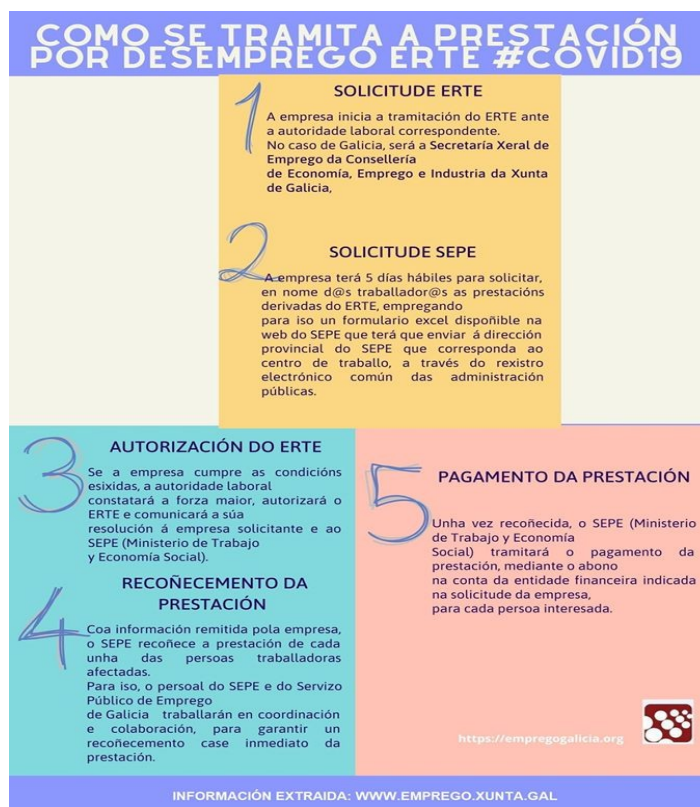 COMO SE TRAMITA A PRESTACIÓN
POR DESEMPREGO ERTE #COVID19
1
SOLICITUDE ERTE
A empresa inicia a tramitación do ERTE ante
a autoridade laboral correspondente.
No caso de Galicia, será a Secretaría Xeral de
Emprego da Consellería
de Economía, Emprego e Industria da Xunta
de Galicia,
2
SOLICITUDE SEPE
A empresa terá 5 días hábiles para solicitar,
en nome d@s traballador@s as prestacións
derivadas do ERTE, empregando
para iso un formulario excel dispoñible na
web do SEPE que terá que enviar á dirección
provincial do SEPE que corresponda ao
centro de traballo, a través do rexistro
electrónico común das administración
públicas.
3
AUTORIZACIÓN DO ERTE
Se a empresa cumpre as condicións
esixidas, a autoridade laboral
constatará a forza maior, autorizará o
ERTE e comunicará a súa
resolución á empresa solicitante e ao
SEPE (Ministerio de Trabajo
y Economía Social).
4
RECOÑECEMENTO DA
PRESTACIÓN
Coa información remitida pola empresa,
o SEPE recoñece a prestación de cada
unha das persoas traballadoras
afectadas.
Para iso, o persoal do SEPE e do Servizo
Público de Emprego
de Galicia traballarán en coordinación
e colaboración, para garantir un
recoñecemento case inmediato da
prestación.
5
PAGAMENTO DA PRESTACIÓN
Unha vez recoñecida, o SEPE (Ministerio
de Trabajo y Economía
Social) tramitará o pagamento da
prestación, mediante o abono
na conta da entidade financeira indicada
na solicitude da empresa,
para cada persoa interesada.
https://empregogalicia.org
INFORMACIÓN EXTRAIDA: WWW.EMPREGO.XUNTA.GAL